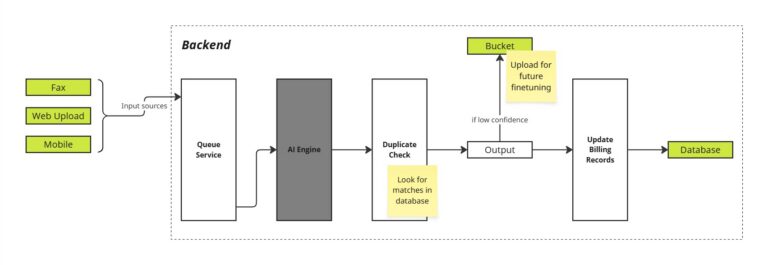 Backend
Bucket
Upload for
future
finetuning
Fax
Web Upload
Mobile
Input sources
if low confidence
Queue
Service
AI Engine
Duplicate
Check
Look for
matches in
database
Output
Update
Billing
Records
Database